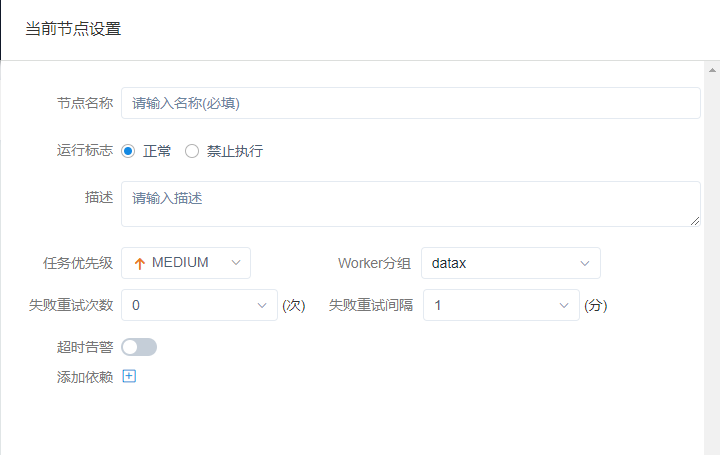 当前节点设置
节点名称 请输入名称(必填)
运行标志 正常 禁止执行
描述 请输入描述
任务优先级 MEDIUM Worker分组 datax
失败重试次数 0 (次) 失败重试间隔 1 (分)
超时告警
添加依赖